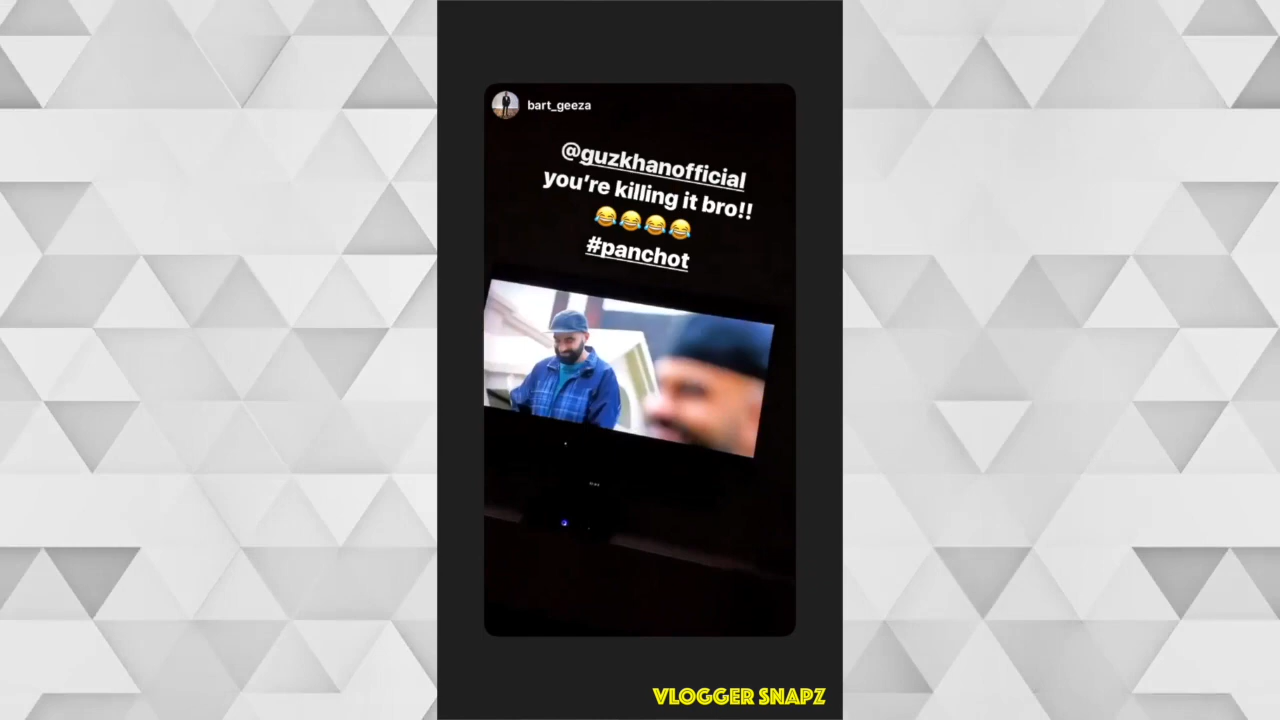 bart_geeza
@guzkhanofficial
you're killing it bro!!
😂😂😂😂
#panchot
VLOGGER SNAPZ